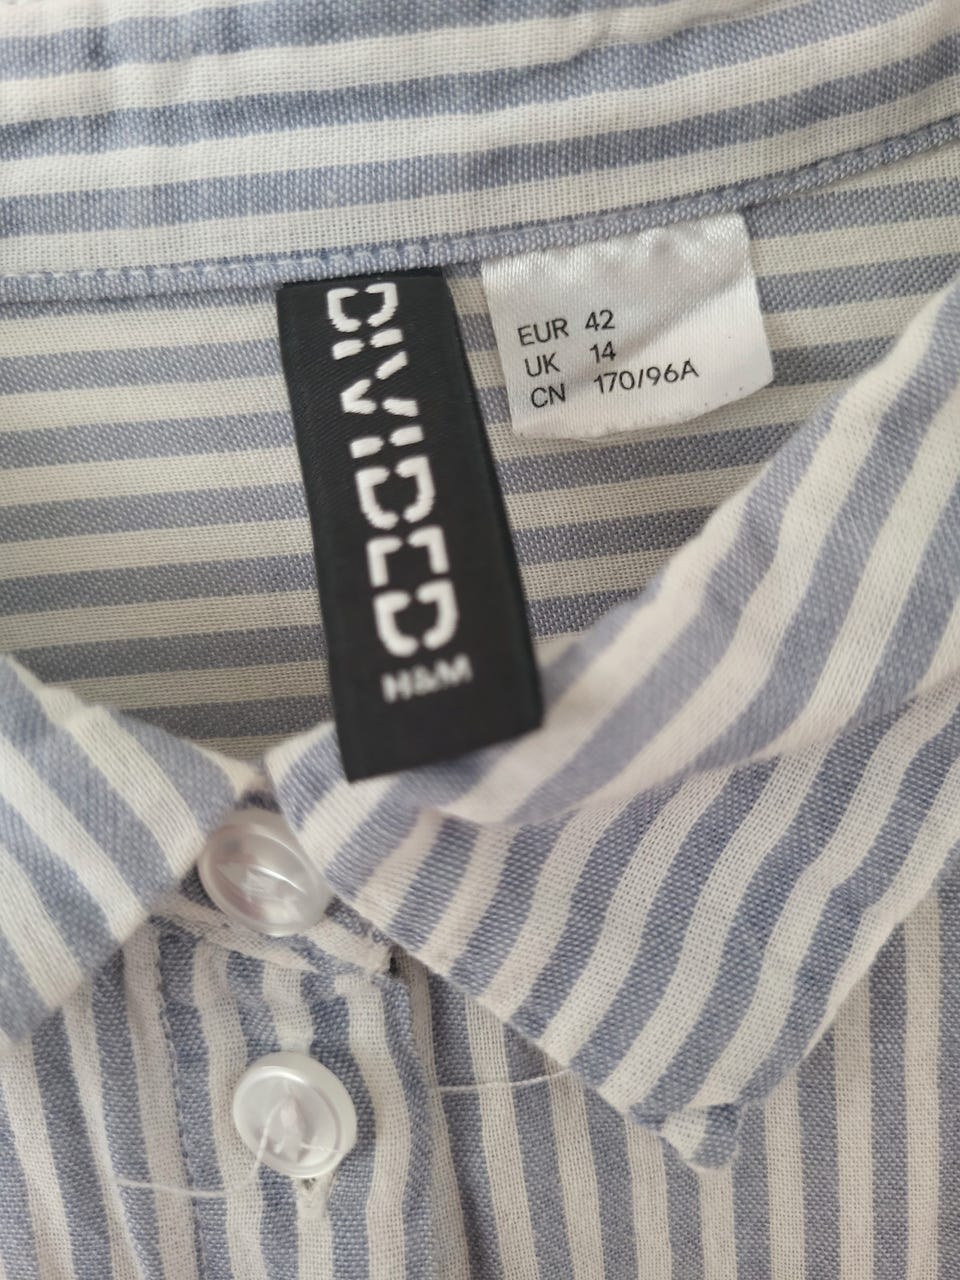 DIVIDED
H&M
EUR 42
UK 14
CN 170/96A